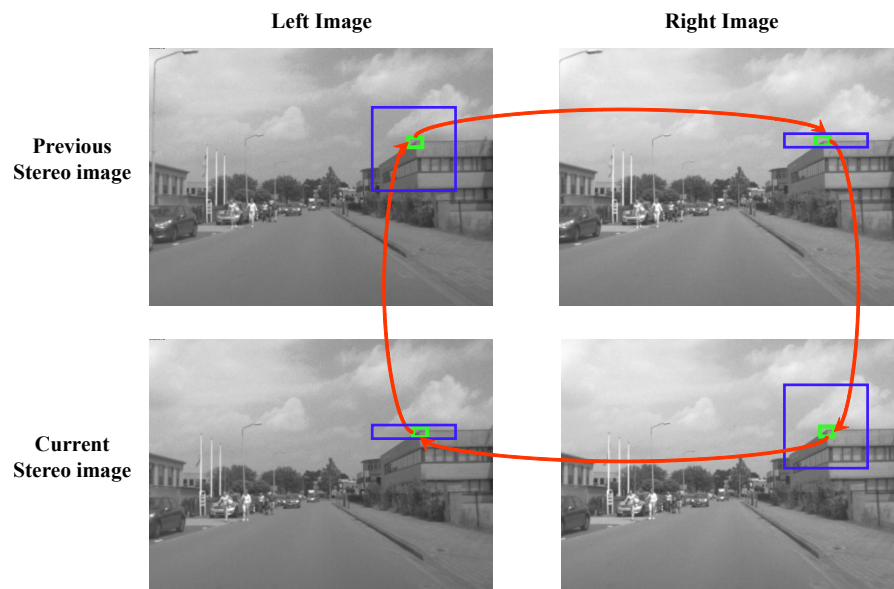 Left Image
Right Image
Previous
Stereo image
Current
Stereo image